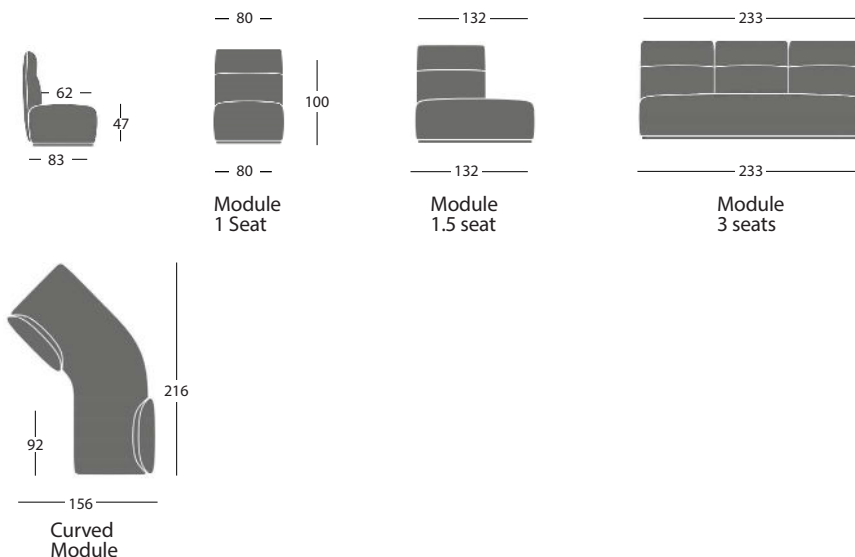 80
132
233
62
100
47
83
80
132
233
Module
1 Seat
Module
1.5 seat
Module
3 seats
216
92
156
Curved
Module